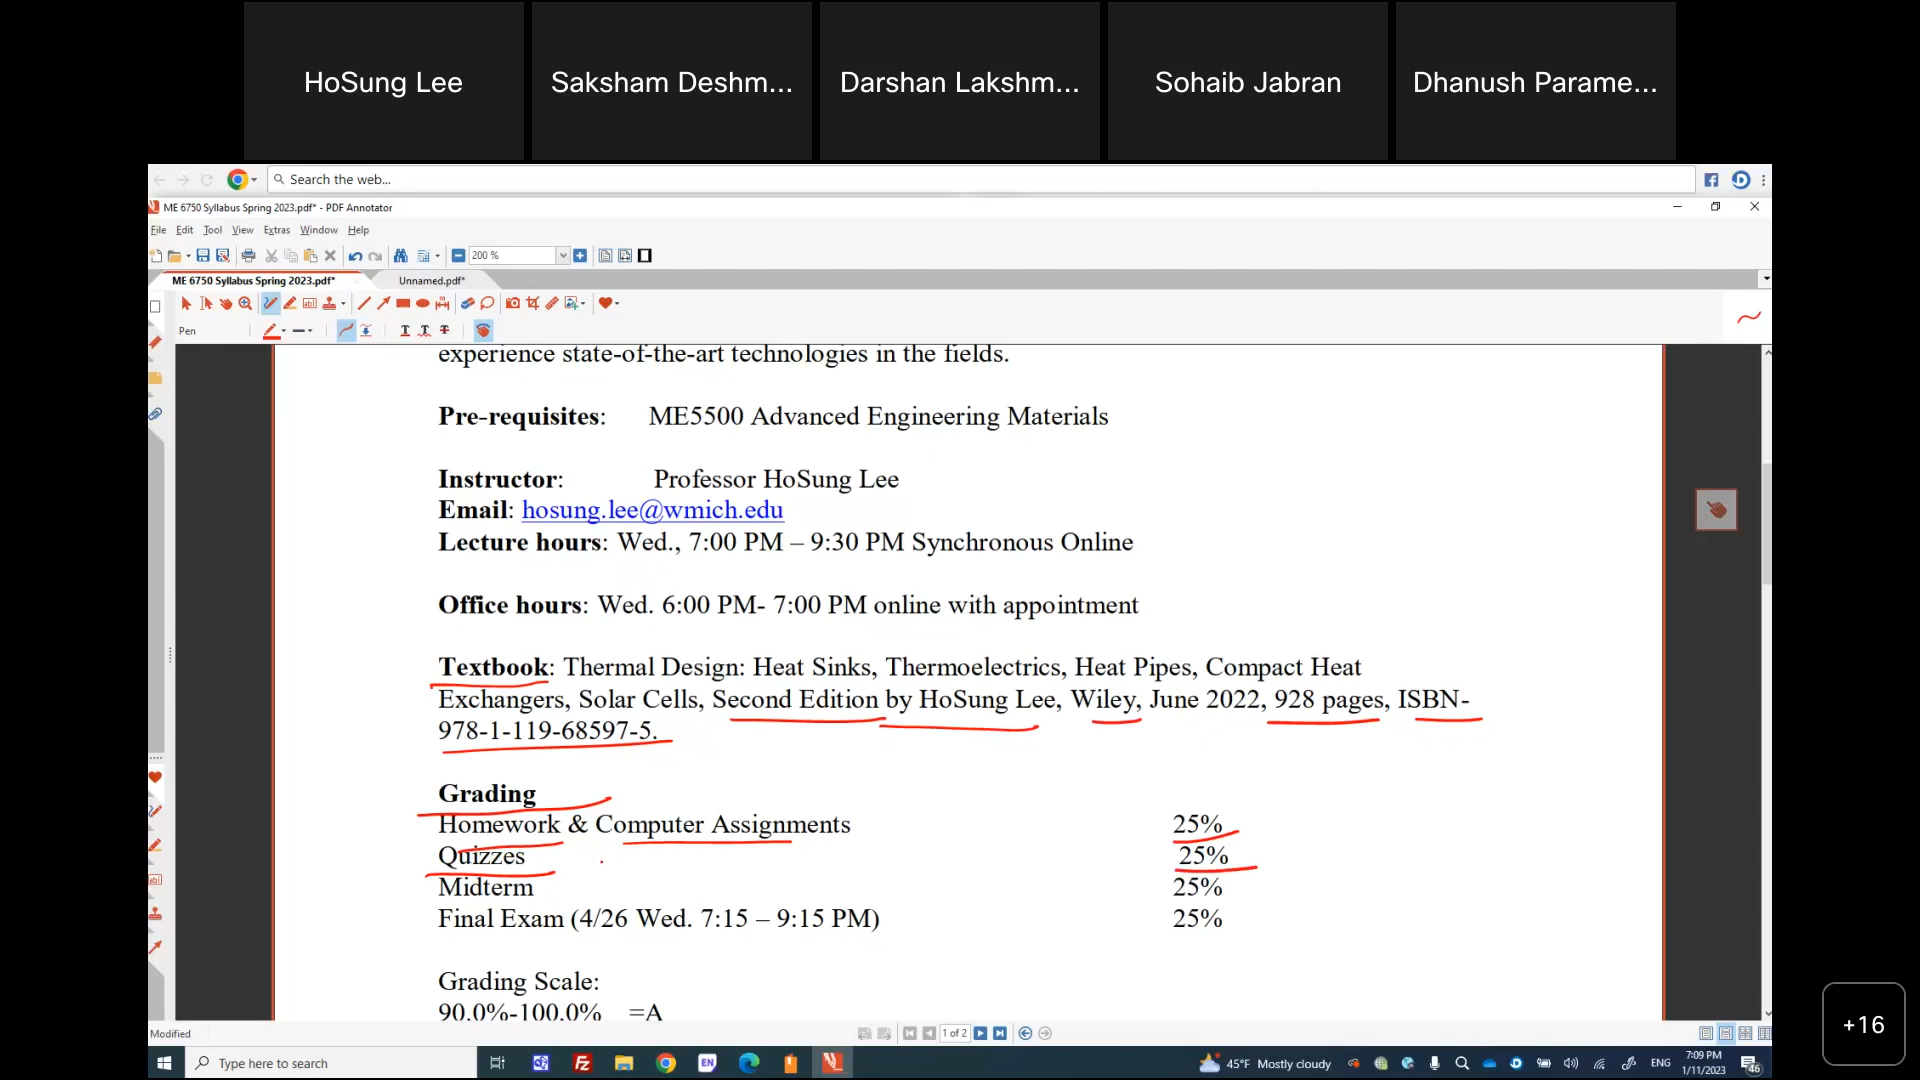 HoSung Lee
Saksham Deshm...
Darshan Lakshm...
Sohaib Jabran
Dhanush Parame...
Search the web...
ME 6750 Syllabus Spring 2023.pdf* - PDF Annotator
File Edit Tool View Extras Window Help
200 %
ME 6750 Syllabus Spring 2023.pdf*
Unnamed.pdf*
Pen
experience state-of-the-art technologies in the fields.
Pre-requisites: ME5500 Advanced Engineering Materials
Instructor: Professor HoSung Lee
Email: hosung.lee@wmich.edu
Lecture hours: Wed., 7:00 PM – 9:30 PM Synchronous Online
Office hours: Wed. 6:00 PM- 7:00 PM online with appointment
Textbook: Thermal Design: Heat Sinks, Thermoelectrics, Heat Pipes, Compact Heat
Exchangers, Solar Cells, Second Edition by HoSung Lee, Wiley, June 2022, 928 pages, ISBN-
978-1-119-68597-5.
Grading
Homework & Computer Assignments 25%
Quizzes 25%
Midterm 25%
Final Exam (4/26 Wed. 7:15 – 9:15 PM) 25%
Grading Scale:
90.0%-100.0% =A
+16
Modified
1 of 2
Type here to search
EN
45°F Mostly cloudy
ENG
7:09 PM
1/11/2023
46